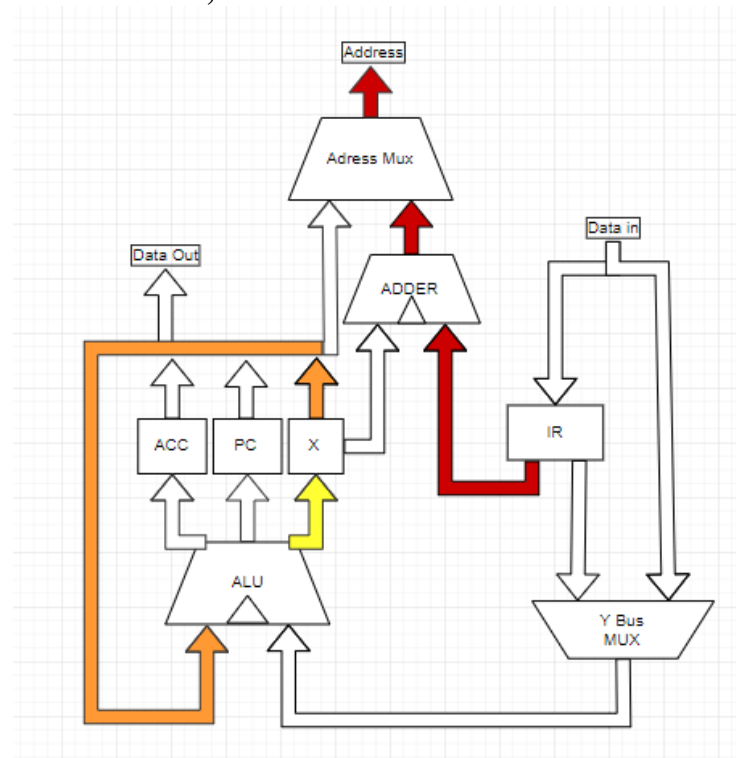 Address
Adress Mux
Data in
Data Out
ADDER
ACC
PC
X
IR
ALU
Y Bus
MUX